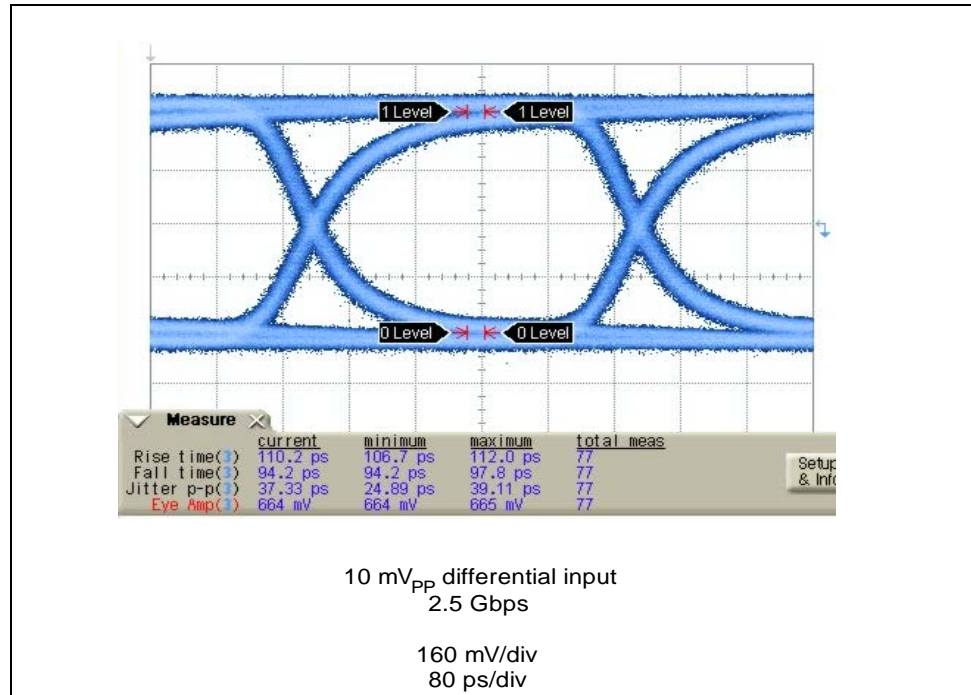 1 Level 1 Level
0 Level 0 Level
Measure
current minimum maximum total meas
Rise time(3) 110.2 ps 106.7 ps 112.0 ps 77
Fall time(3) 94.2 ps 94.2 ps 97.8 ps 77
Jitter p-p(3) 37.33 ps 24.89 ps 39.11 ps 77
Eye Amp(3) 664 mV 664 mV 665 mV 77
Setup
& Info
10 mVPP differential input
2.5 Gbps
160 mV/div
80 ps/div